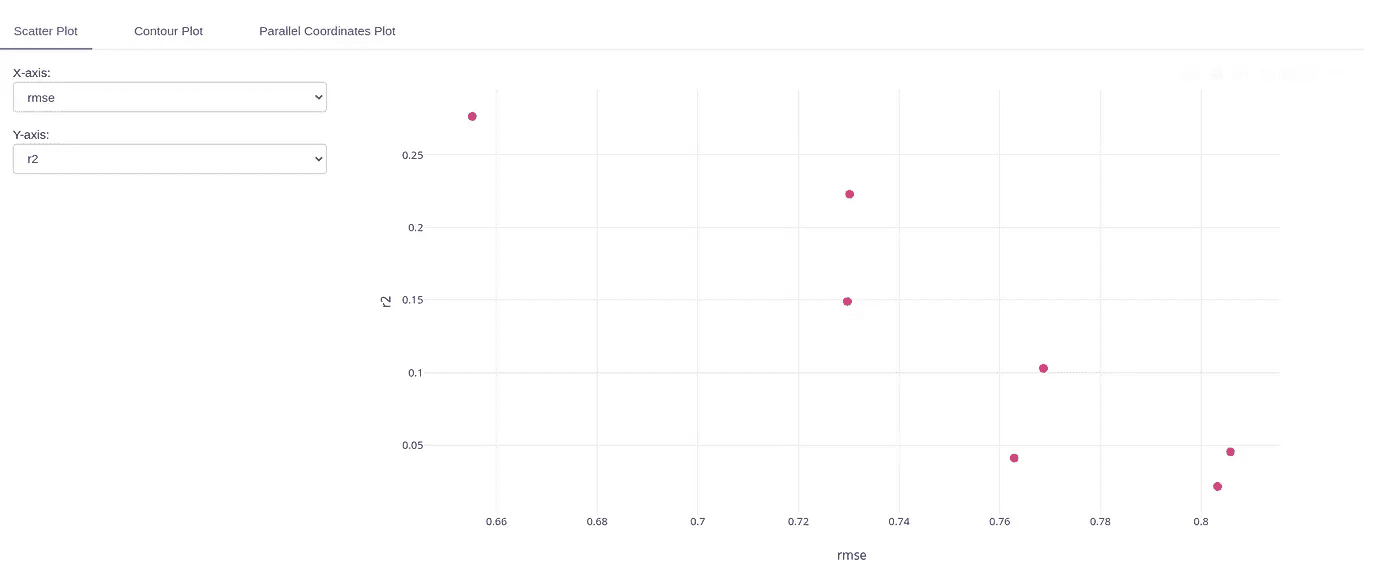 Scatter Plot Contour Plot Parallel Coordinates Plot
X-axis:
rmse
Y-axis:
r2
0.25
0.2
0.15
0.1
0.05
r2
0.66 0.68 0.7 0.72 0.74 0.76 0.78 0.8
rmse